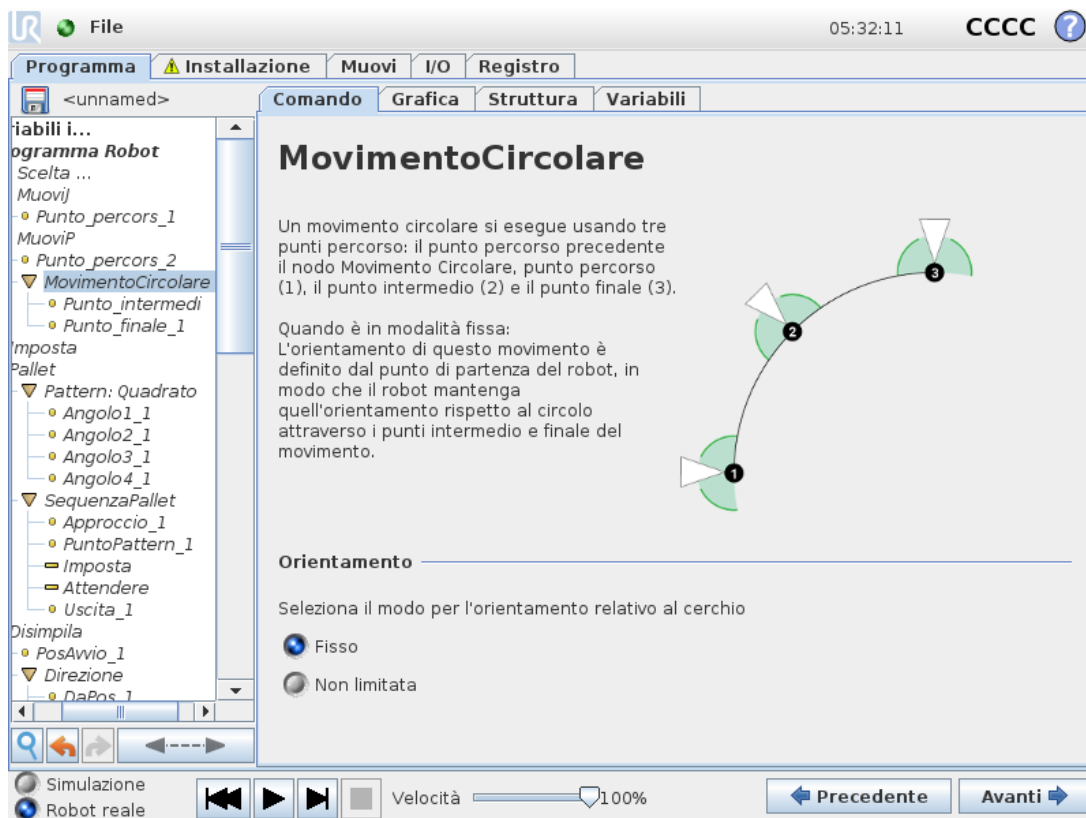 UR File 05:32:11 CCCC ?
Programma Installazione Muovi I/O Registro
<unnamed> Comando Grafica Struttura Variabili
riabili i...
ogramma Robot
Scelta ...
MuoviJ
Punto_percors_1
MuoviP
Punto_percors_2
MovimentoCircolare
Punto_intermedi
Punto_finale_1
Imposta
Pallet
Pattern: Quadrato
Angolo1_1
Angolo2_1
Angolo3_1
Angolo4_1
SequenzaPallet
Approccio_1
PuntoPattern_1
Imposta
Attendere
Uscita_1
Disimpila
PosAvvio_1
Direzione
DaPos_1
MovimentoCircolare
Un movimento circolare si esegue usando tre
punti percorso: il punto percorso precedente
il nodo Movimento Circolare, punto percorso
(1), il punto intermedio (2) e il punto finale (3).
Quando è in modalità fissa:
L'orientamento di questo movimento è
definito dal punto di partenza del robot, in
modo che il robot mantenga
quell'orientamento rispetto al circolo
attraverso i punti intermedio e finale del
movimento.
3
2
1
Orientamento
Seleziona il modo per l'orientamento relativo al cerchio
Fisso
Non limitata
Simulazione
Robot reale
Velocità 100%
Precedente Avanti